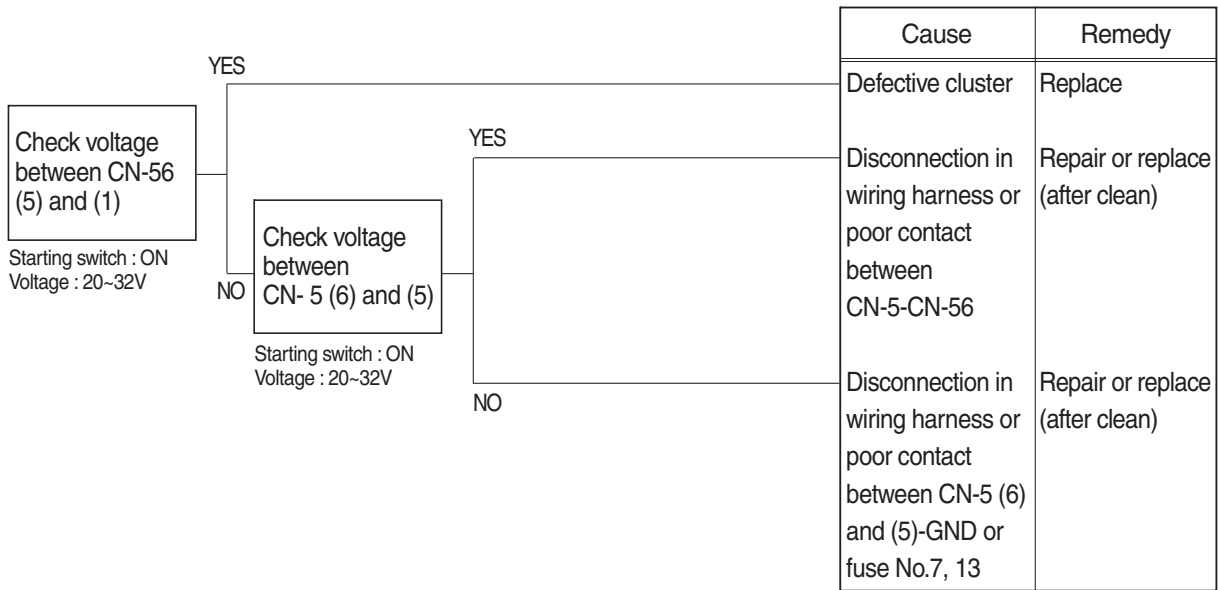 YES
Check voltage
between CN-56
(5) and (1)
Starting switch : ON
Voltage : 20~32V
NO
Check voltage
between
CN- 5 (6) and (5)
Starting switch : ON
Voltage : 20~32V
YES
NO
Cause
Remedy
Defective cluster
Replace
Disconnection in
wiring harness or
poor contact
between
CN-5-CN-56
Repair or replace
(after clean)
Disconnection in
wiring harness or
poor contact
between CN-5 (6)
and (5)-GND or
fuse No.7, 13
Repair or replace
(after clean)